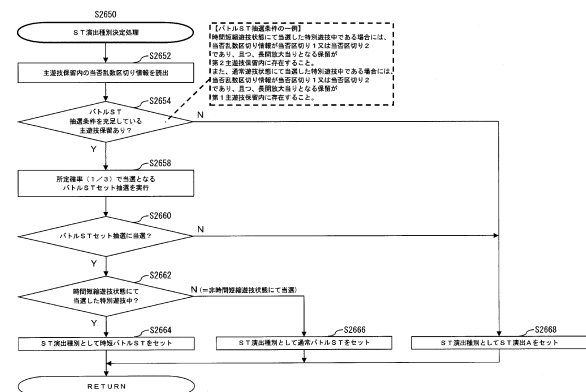 S2650
ST演出種別決定処理
【バトルST抽選条件の一例】
時間短縮遊技状態にて当選した特別遊技中である場合には、
当否乱数区切り情報が当否区切り1又は当否区切り2
であり、且つ、長開放大当りとなる保留が
第2主遊技保留内に存在すること。
また、通常遊技状態にて当選した特別遊技中である場合には、
当否乱数区切り情報が当否区切り1又は当否区切り2
であり、且つ、長開放大当りとなる保留が
第1主遊技保留内に存在すること。
S2652
主遊技保留内の当否乱数区切り情報を読出
S2654
バトルST
抽選条件を充足している
主遊技保留あり?
N
Y
S2658
所定確率(1/3)で当選となる
バトルSTセット抽選を実行
S2660
バトルSTセット抽選に当選?
N
Y
S2662
時間短縮遊技状態にて
当選した特別遊技中?
N(=非時間短縮遊技状態にて当選)
Y
S2664
ST演出種別として時短バトルSTをセット
S2666
ST演出種別として通常バトルSTをセット
S2668
ST演出種別としてST演出Aをセット
RETURN